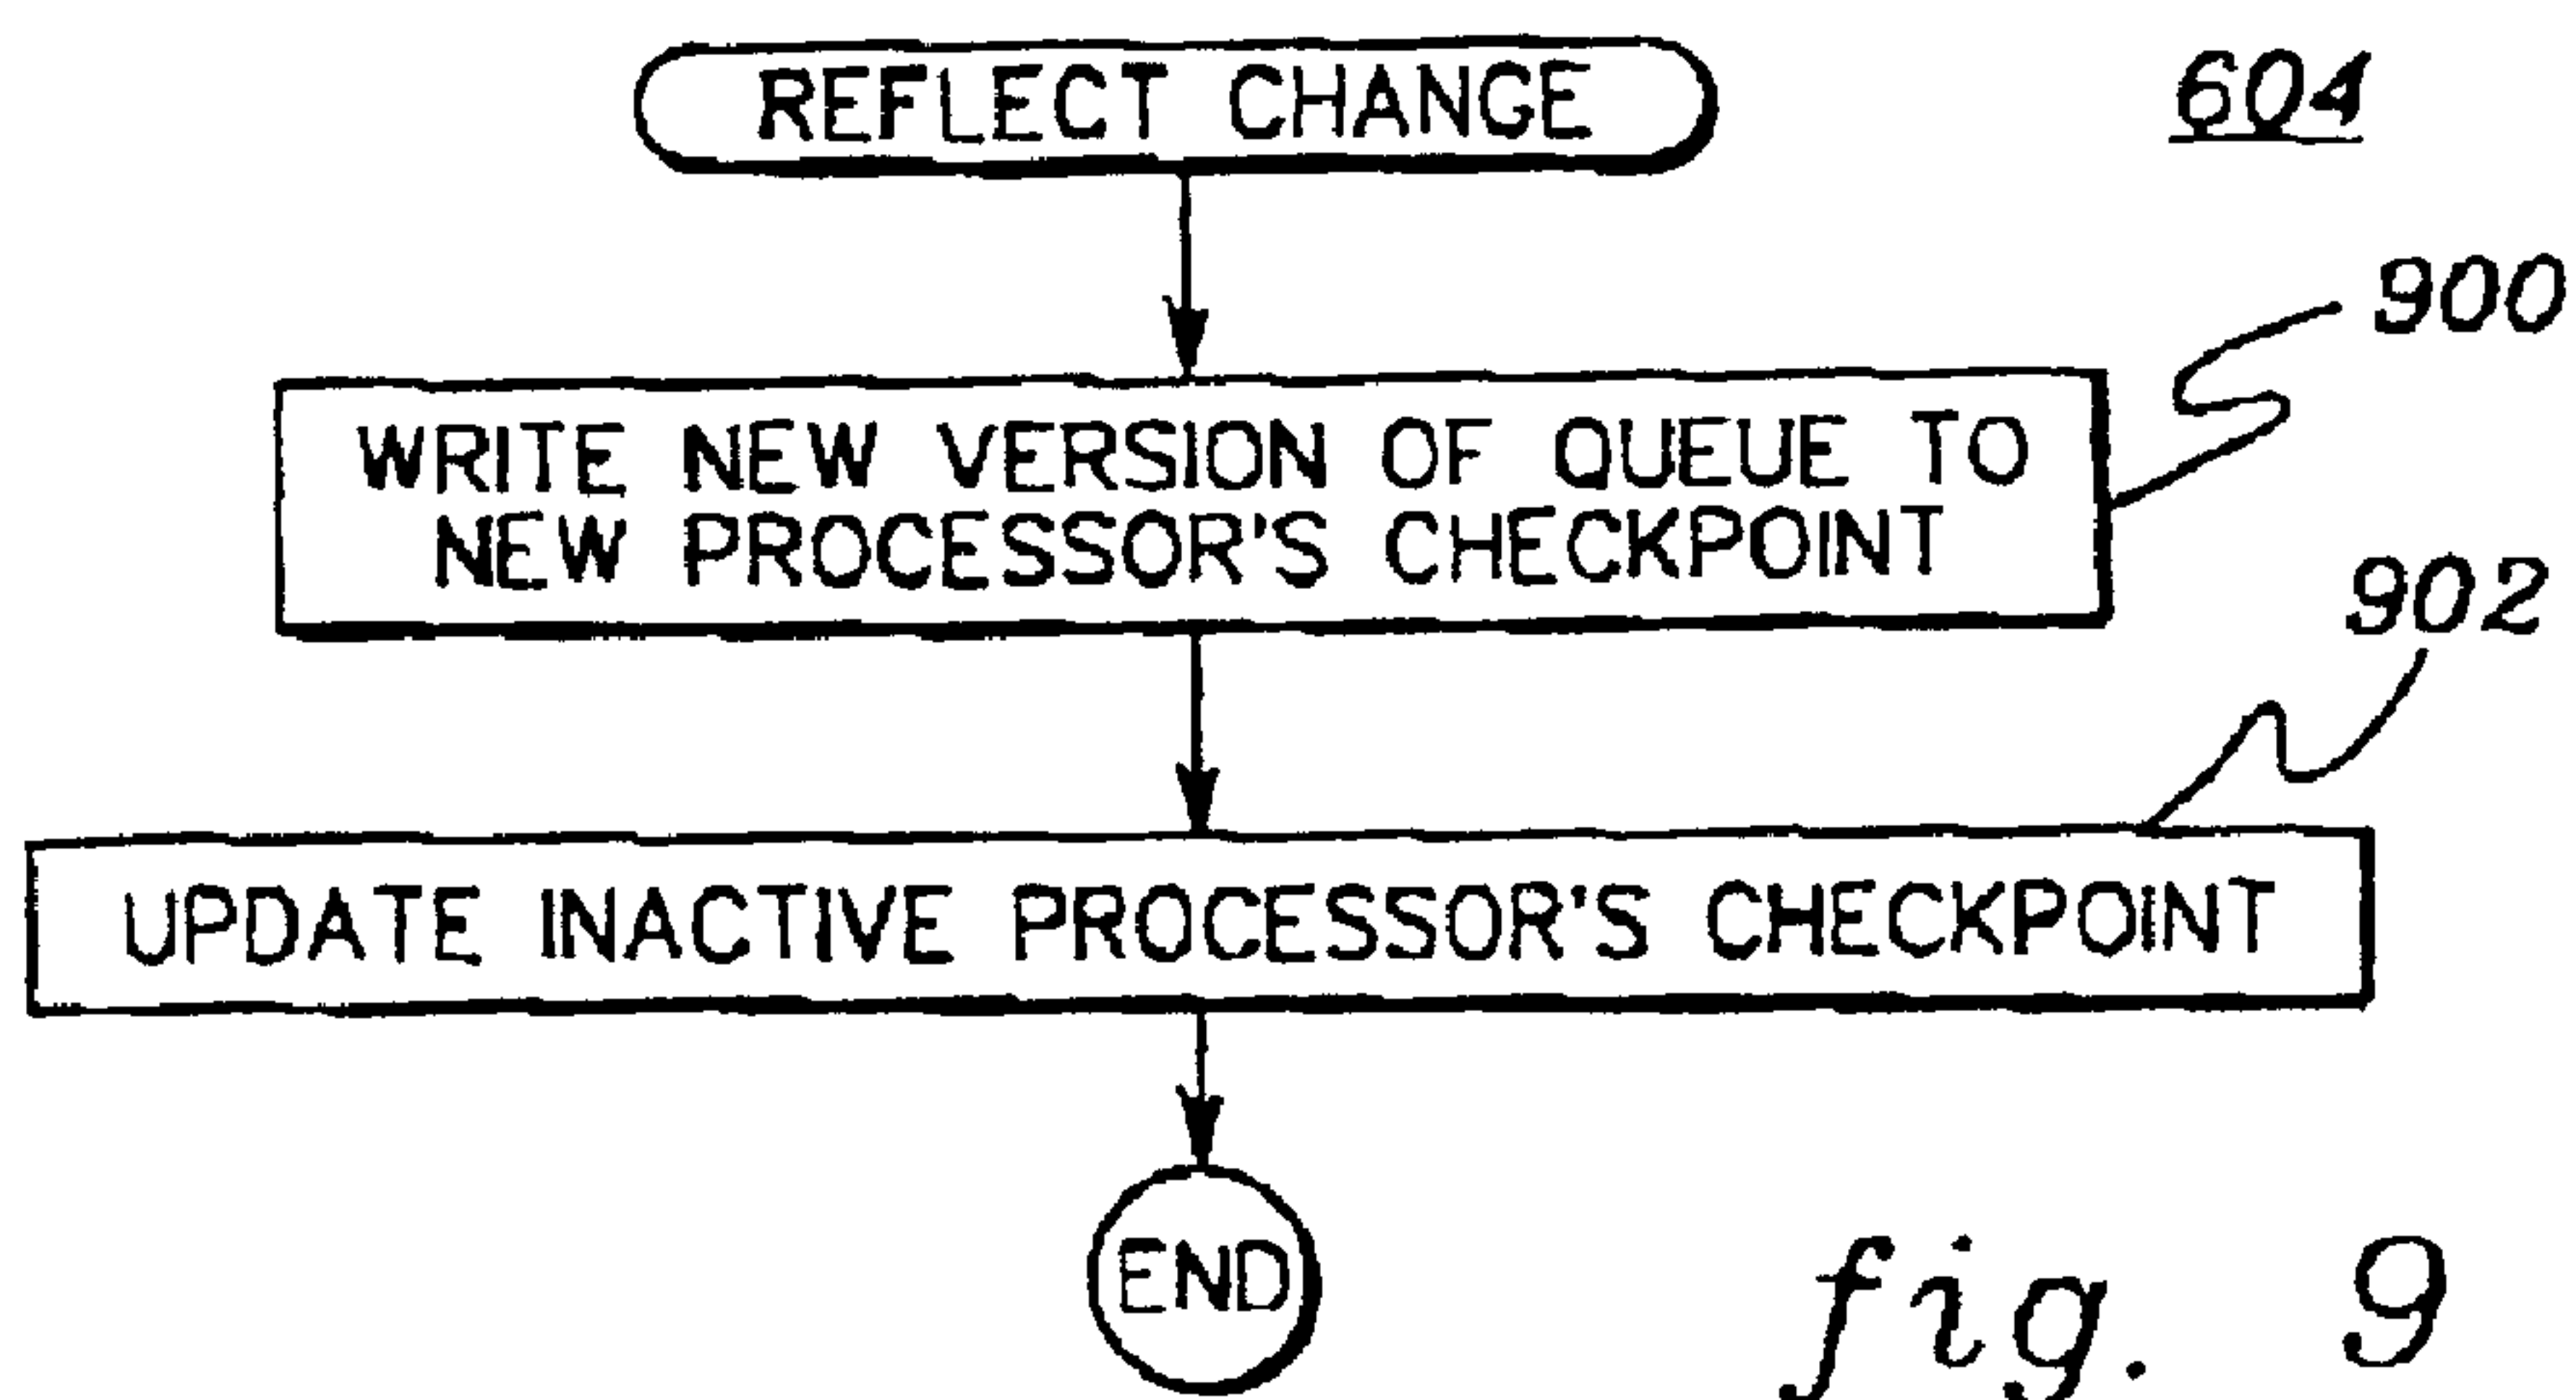 REFLECT CHANGE
604
900
WRITE NEW VERSION OF QUEUE TO
NEW PROCESSOR'S CHECKPOINT
902
UPDATE INACTIVE PROCESSOR'S CHECKPOINT
END
fig. 9